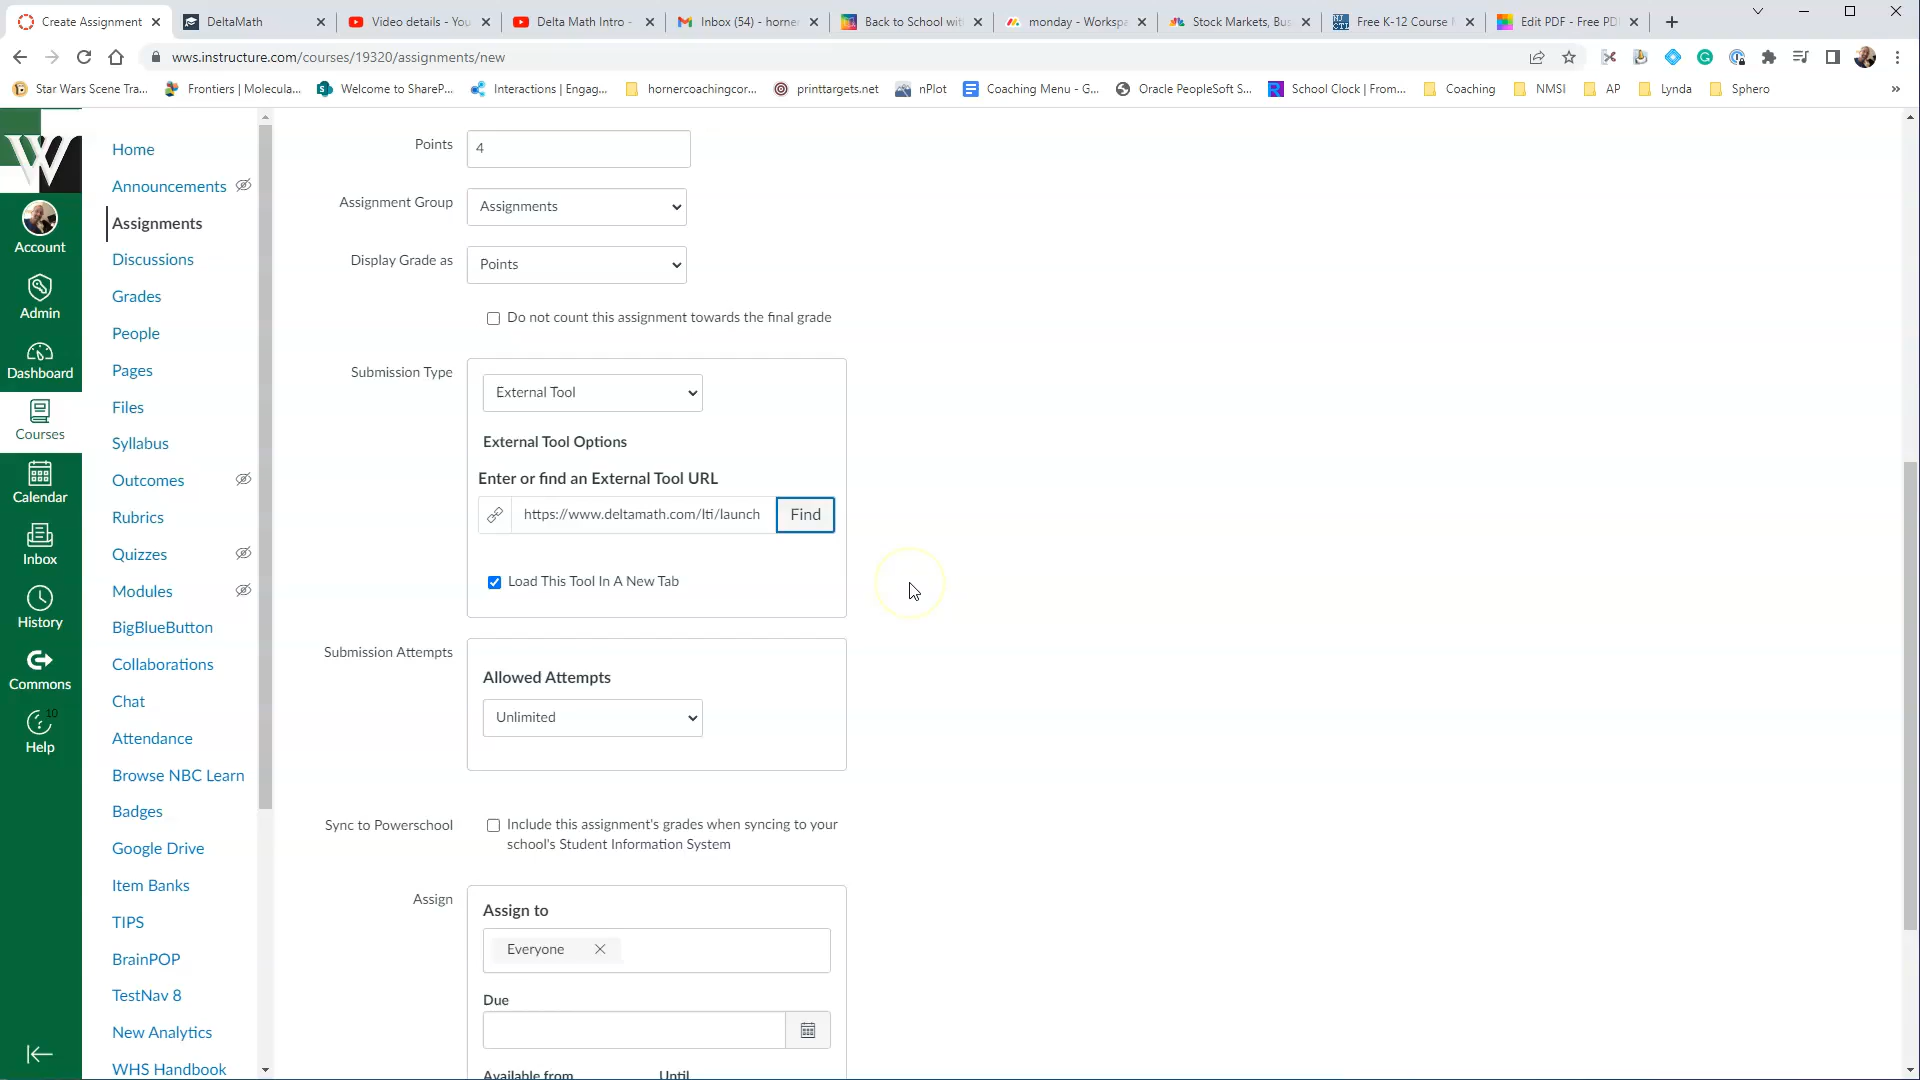 Create Assignment
DeltaMath
Video details - You
Delta Math Intro -
Inbox (54) - horne
Back to School wit
monday - Worksp
Stock Markets, Bus
Free K-12 Course
Edit PDF - Free PD
wws.instructure.com/courses/19320/assignments/new
Star Wars Scene Tra...
Frontiers | Molecula...
Welcome to ShareP...
Interactions | Engag...
hornercoachingcor...
printtargets.net
nPlot
Coaching Menu - G...
Oracle PeopleSoft S...
School Clock | From...
Coaching
NMSI
AP
Lynda
Sphero
»
W
Account
Admin
Dashboard
Courses
Calendar
Inbox
History
Commons
10
Help
Home
Announcements
Assignments
Discussions
Grades
People
Pages
Files
Syllabus
Outcomes
Rubrics
Quizzes
Modules
BigBlueButton
Collaborations
Chat
Attendance
Browse NBC Learn
Badges
Google Drive
Item Banks
TIPS
BrainPOP
TestNav 8
New Analytics
WHS Handbook
Points
4
Assignment Group
Assignments
Display Grade as
Points
Do not count this assignment towards the final grade
Submission Type
External Tool
External Tool Options
Enter or find an External Tool URL
https://www.deltamath.com/lti/launch
Find
Load This Tool In A New Tab
Submission Attempts
Allowed Attempts
Unlimited
Sync to Powerschool
Include this assignment's grades when syncing to your
school's Student Information System
Assign
Assign to
Everyone
Due
Available from
Until